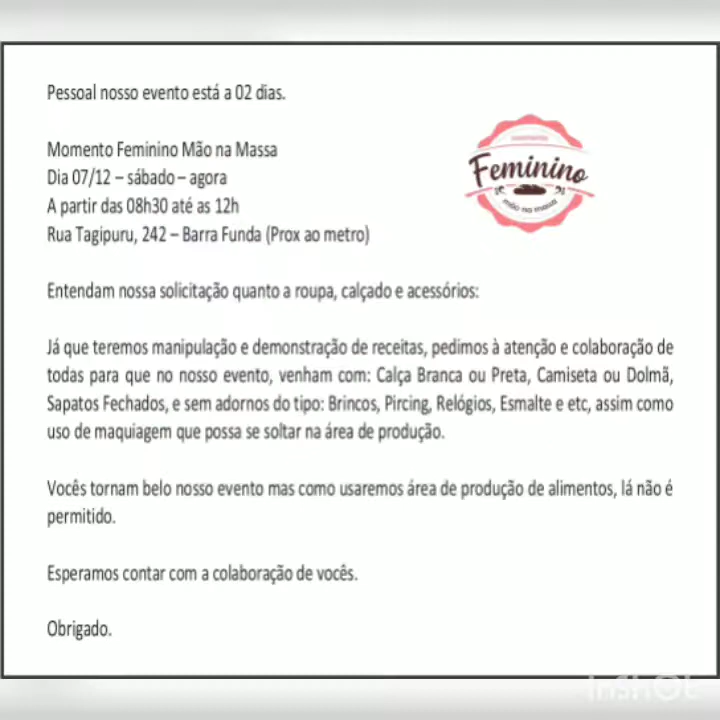 Pessoal nosso evento está a 02 dias.
Momento Feminino Mão na Massa
Dia 07/12 – sábado – agora
A partir das 08h30 até as 12h
Rua Tagipuru, 242 – Barra Funda (Prox ao metro)
Feminino
mão na massa
Entendam nossa solicitação quanto a roupa, calçado e acessórios:
Já que teremos manipulação e demonstração de receitas, pedimos à atenção e colaboração de
todas para que no nosso evento, venham com: Calça Branca ou Preta, Camiseta ou Dolmã,
Sapatos Fechados, e sem adornos do tipo: Brincos, Pircing, Relógios, Esmalte e etc, assim como
uso de maquiagem que possa se soltar na área de produção.
Vocês tornam belo nosso evento mas como usaremos área de produção de alimentos, lá não é
permitido.
Esperamos contar com a colaboração de vocês.
Obrigado.
InShOt